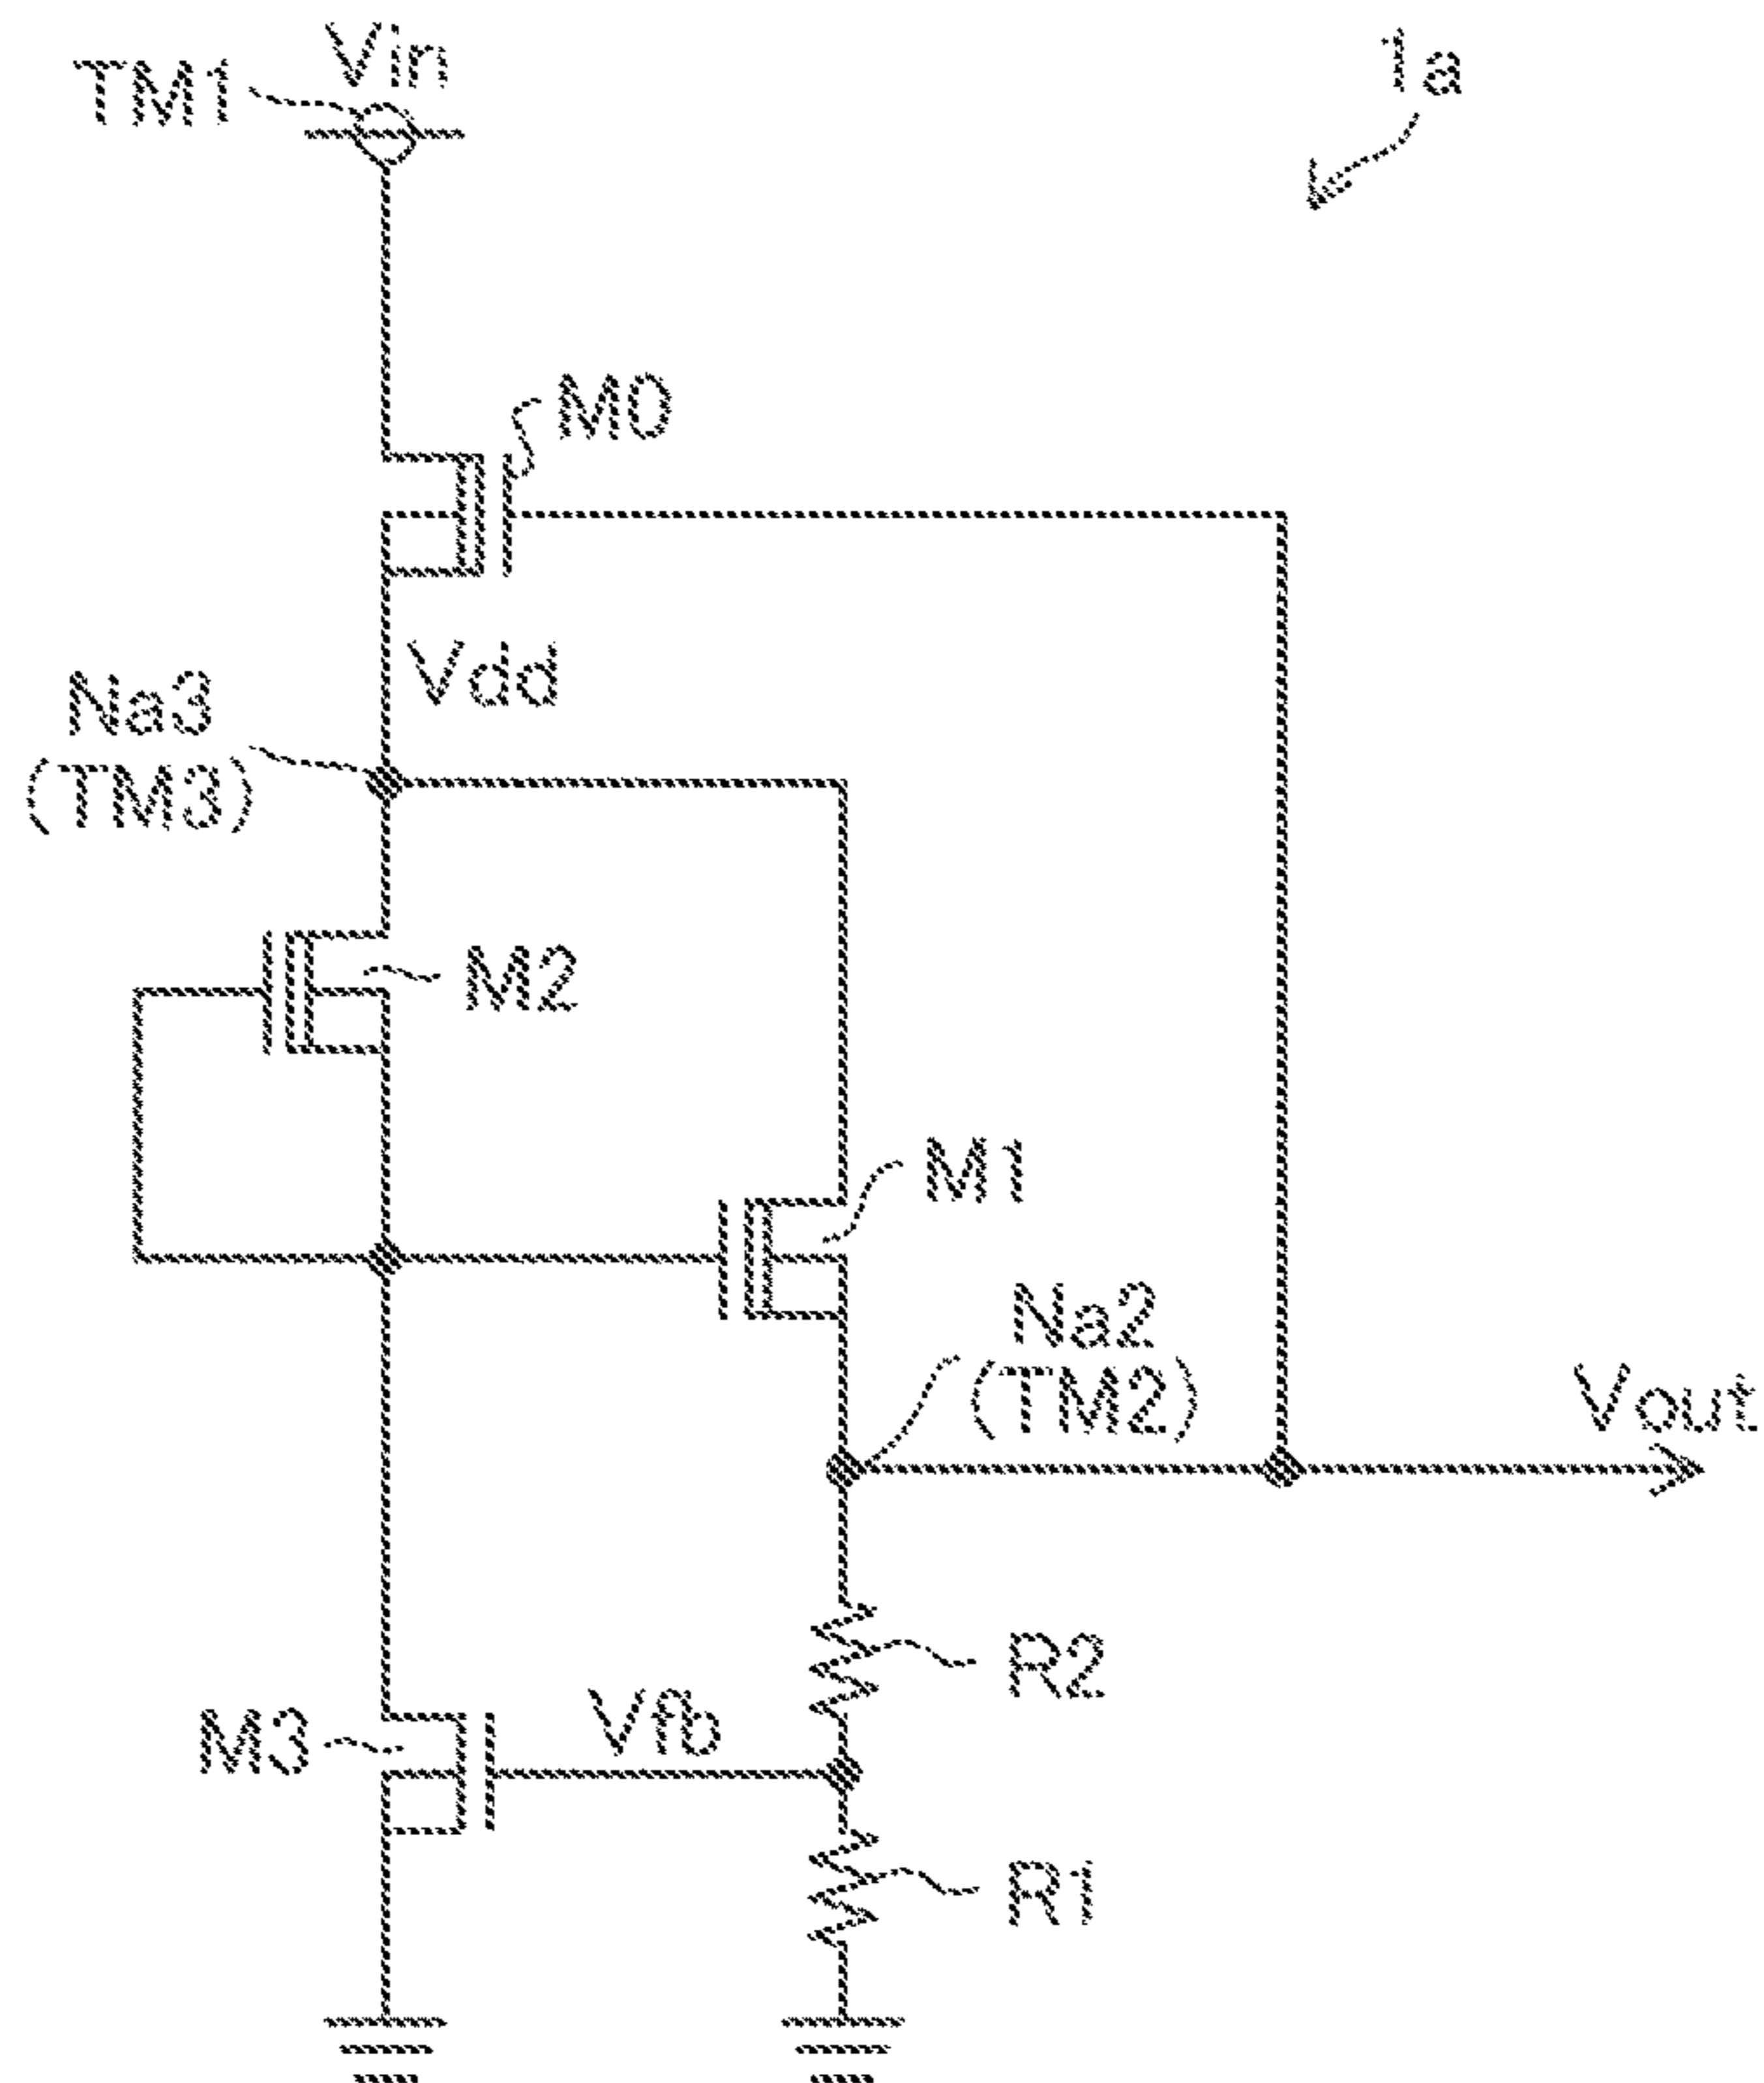 Vin
TM1
1a
M0
Vdd
Na3
(TM3)
M2
M1
Na2
(TM2)
Vout
R2
Vfb
M3
R1